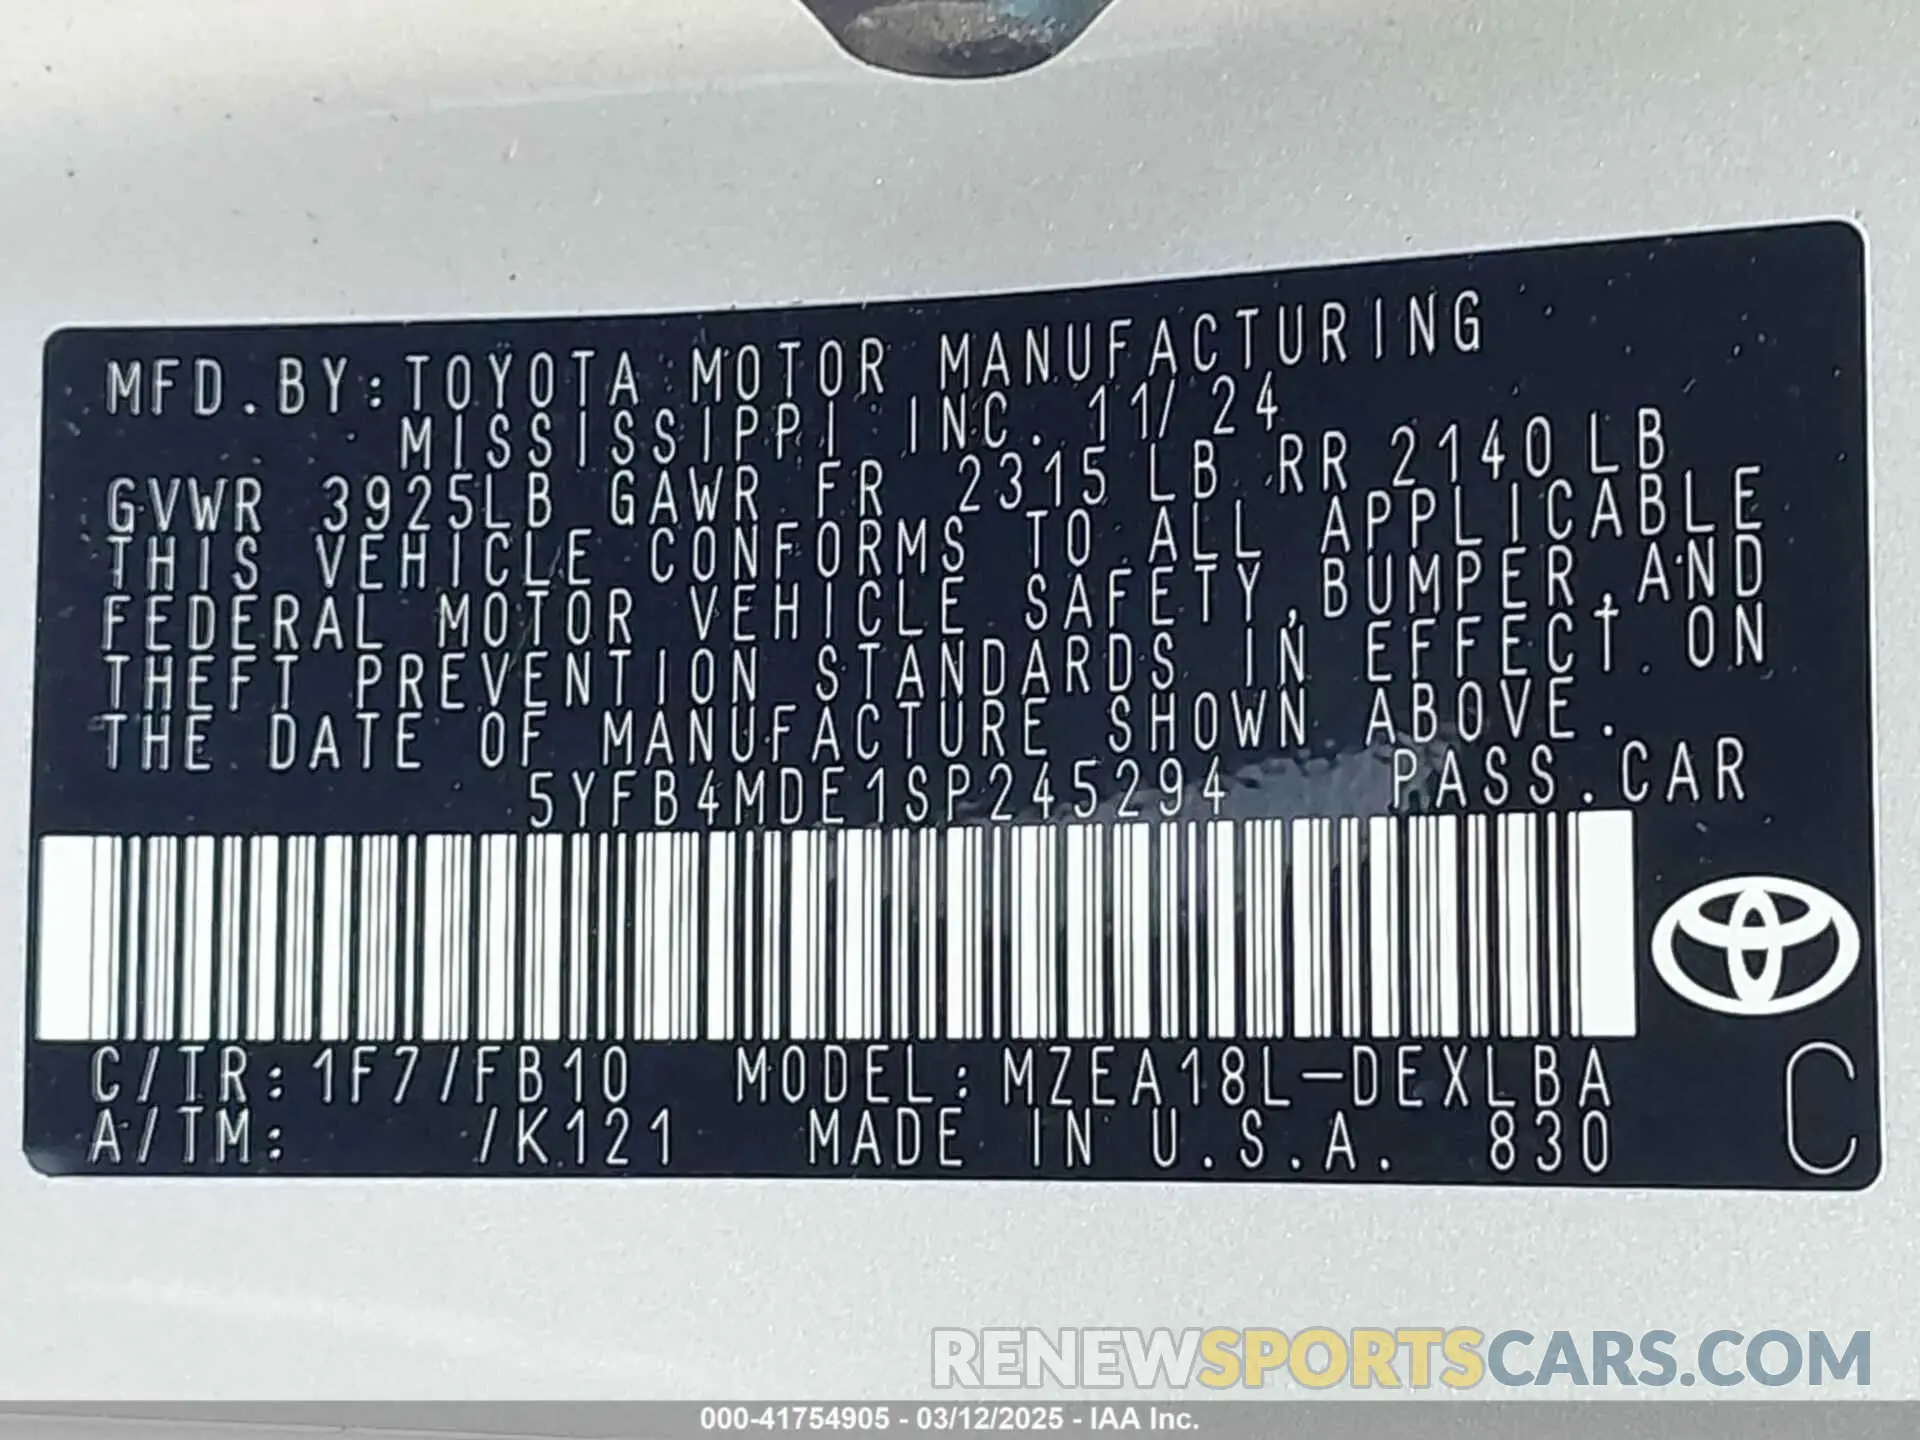 MFD.BY:TOYOTA MOTOR MANUFACTURING
MISSISSIPPI INC. 11/24
GVWR 3925LB GAWR FR 2315LB RR 2140LB
THIS VEHICLE CONFORMS TO ALL APPLICABLE
FEDERAL MOTOR VEHICLE SAFETY,BUMPER,AND
THEFT PREVENTION STANDARDS IN EFFECT ON
THE DATE OF MANUFACTURE SHOWN ABOVE.
5YFB4MDE1SP245294 PASS.CAR
C/TR:1F7/FB10 MODEL:MZEA18L-DEXLBA
A/TM: /K121 MADE IN U.S.A. 830
C
RENEWSPORTSCARS.COM
000-41754905 - 03/12/2025 - IAA Inc.